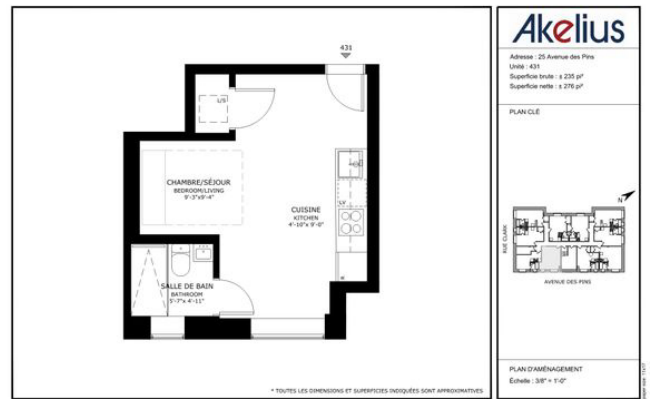 431
L/S
CHAMBRE/SÉJOUR
BEDROOM/LIVING
9'-3"x9'-4"
CUISINE
KITCHEN
4'-10"x 9'-0"
LV
R
SALLE DE BAIN
BATHROOM
5'-7"x 4'-11"
* TOUTES LES DIMENSIONS ET SUPERFICIES INDIQUÉES SONT APPROXIMATIVES
Akelius
Adresse : 25 Avenue des Pins
Unité : 431
Superficie brute : ± 235 pi²
Superficie nette : ± 276 pi²
PLAN CLÉ
N
RUE CLARK
AVENUE DES PINS
PLAN D'AMÉNAGEMENT
Échelle : 3/8" = 1'-0"